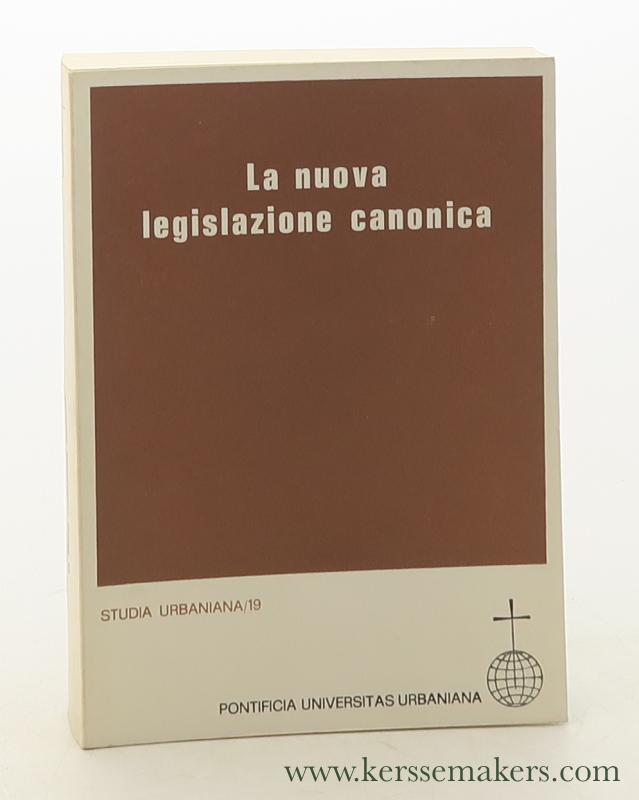 La nuova
legislazione canonica
STUDIA URBANIANA/19
PONTIFICIA UNIVERSITAS URBANIANA
www.kerssemakers.com